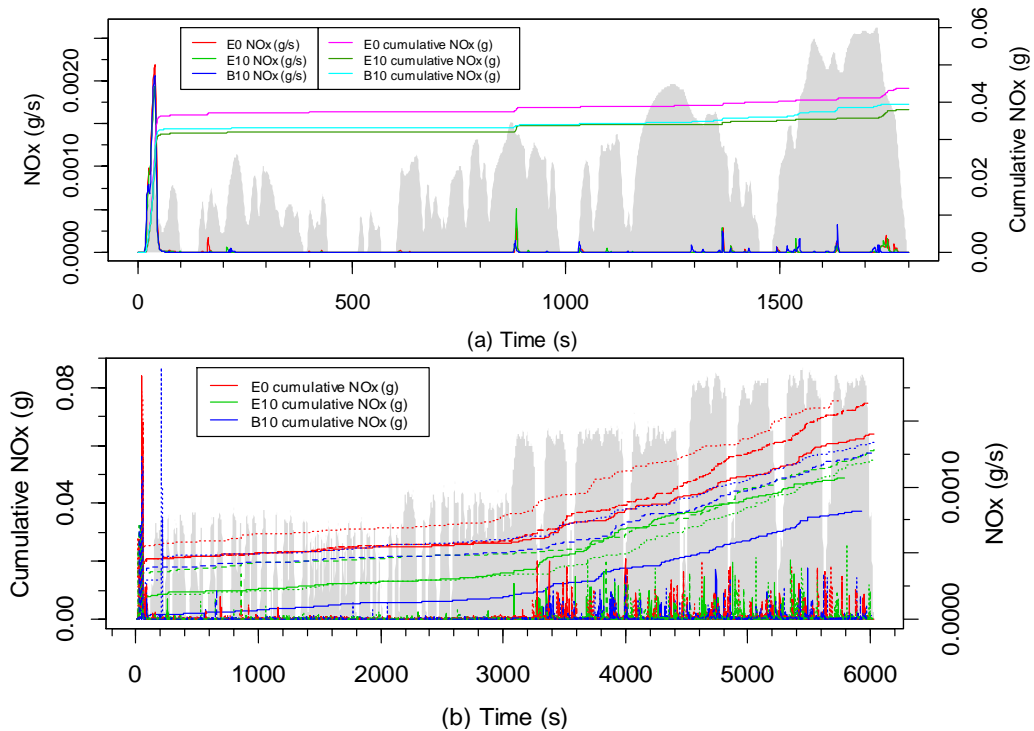 NOx (g/s)
0.0000 0.0010 0.0020
E0 NOx (g/s)
E10 NOx (g/s)
B10 NOx (g/s)
E0 cumulative NOx (g)
E10 cumulative NOx (g)
B10 cumulative NOx (g)
0.00 0.02 0.04 0.06
Cumulative NOx (g)
0 500 1000 1500
(a) Time (s)
Cumulative NOx (g)
0.00 0.04 0.08
E0 cumulative NOx (g)
E10 cumulative NOx (g)
B10 cumulative NOx (g)
0.0000 0.0010
NOx (g/s)
0 1000 2000 3000 4000 5000 6000
(b) Time (s)